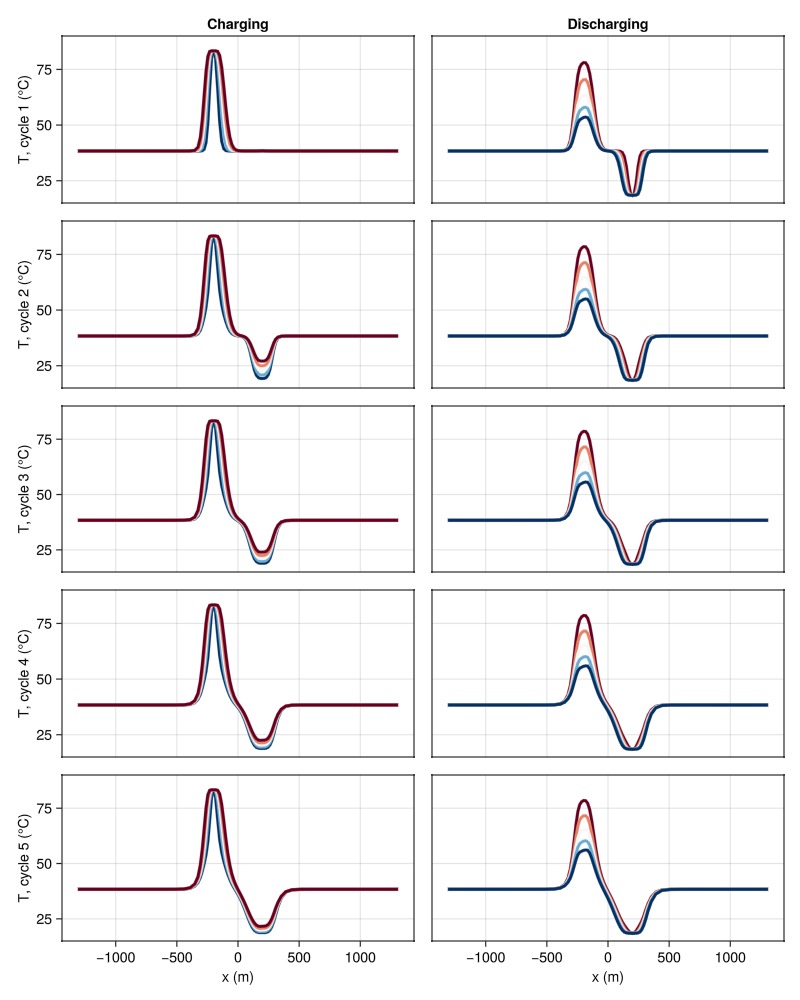 Charging
Discharging
T, cycle 1 (°C)
75
50
25
T, cycle 2 (°C)
75
50
25
T, cycle 3 (°C)
75
50
25
T, cycle 4 (°C)
75
50
25
T, cycle 5 (°C)
75
50
25
−1000 −500 0 500 1000
−1000 −500 0 500 1000
x (m)
x (m)